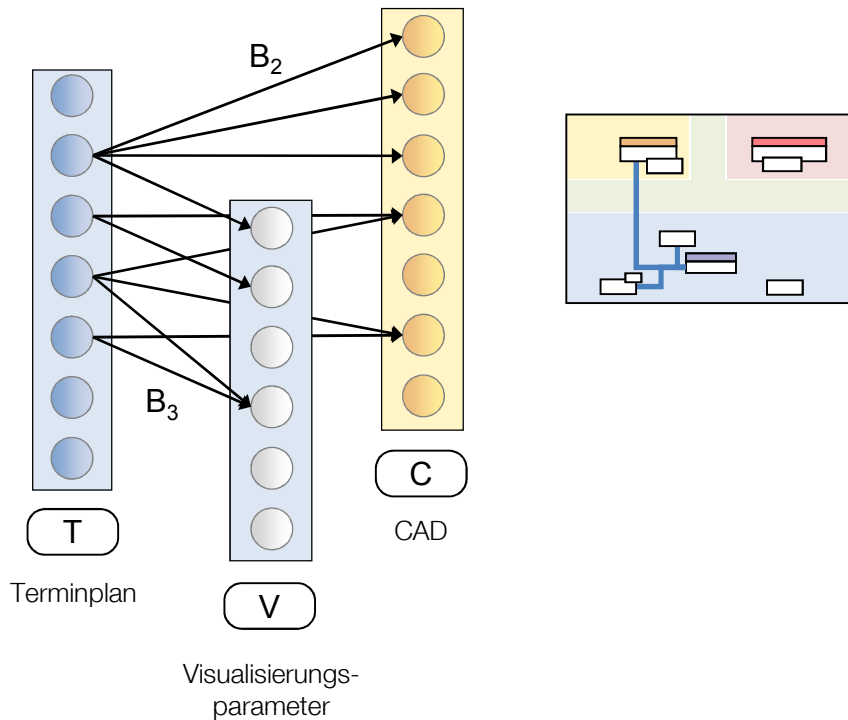 B₂
B₃
T
Terminplan
V
Visualisierungs-
parameter
C
CAD